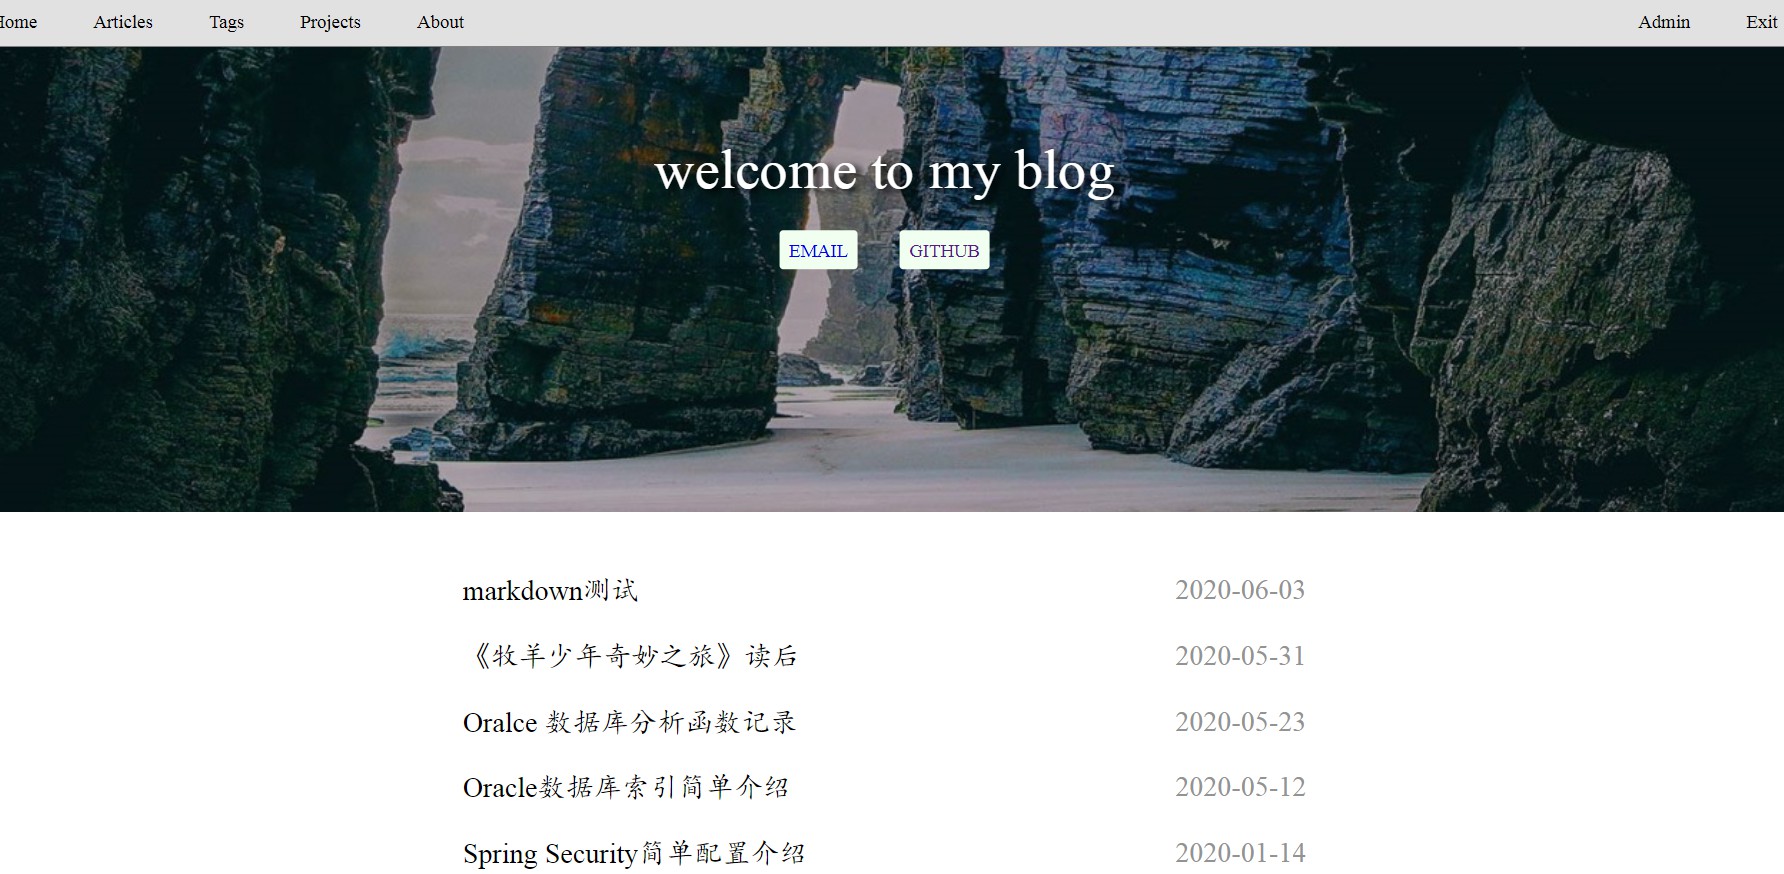 Home Articles Tags Projects About Admin Exit
welcome to my blog
EMAIL GITHUB
markdown测试 2020-06-03
《牧羊少年奇妙之旅》读后 2020-05-31
Oralce 数据库分析函数记录 2020-05-23
Oracle数据库索引简单介绍 2020-05-12
Spring Security简单配置介绍 2020-01-14